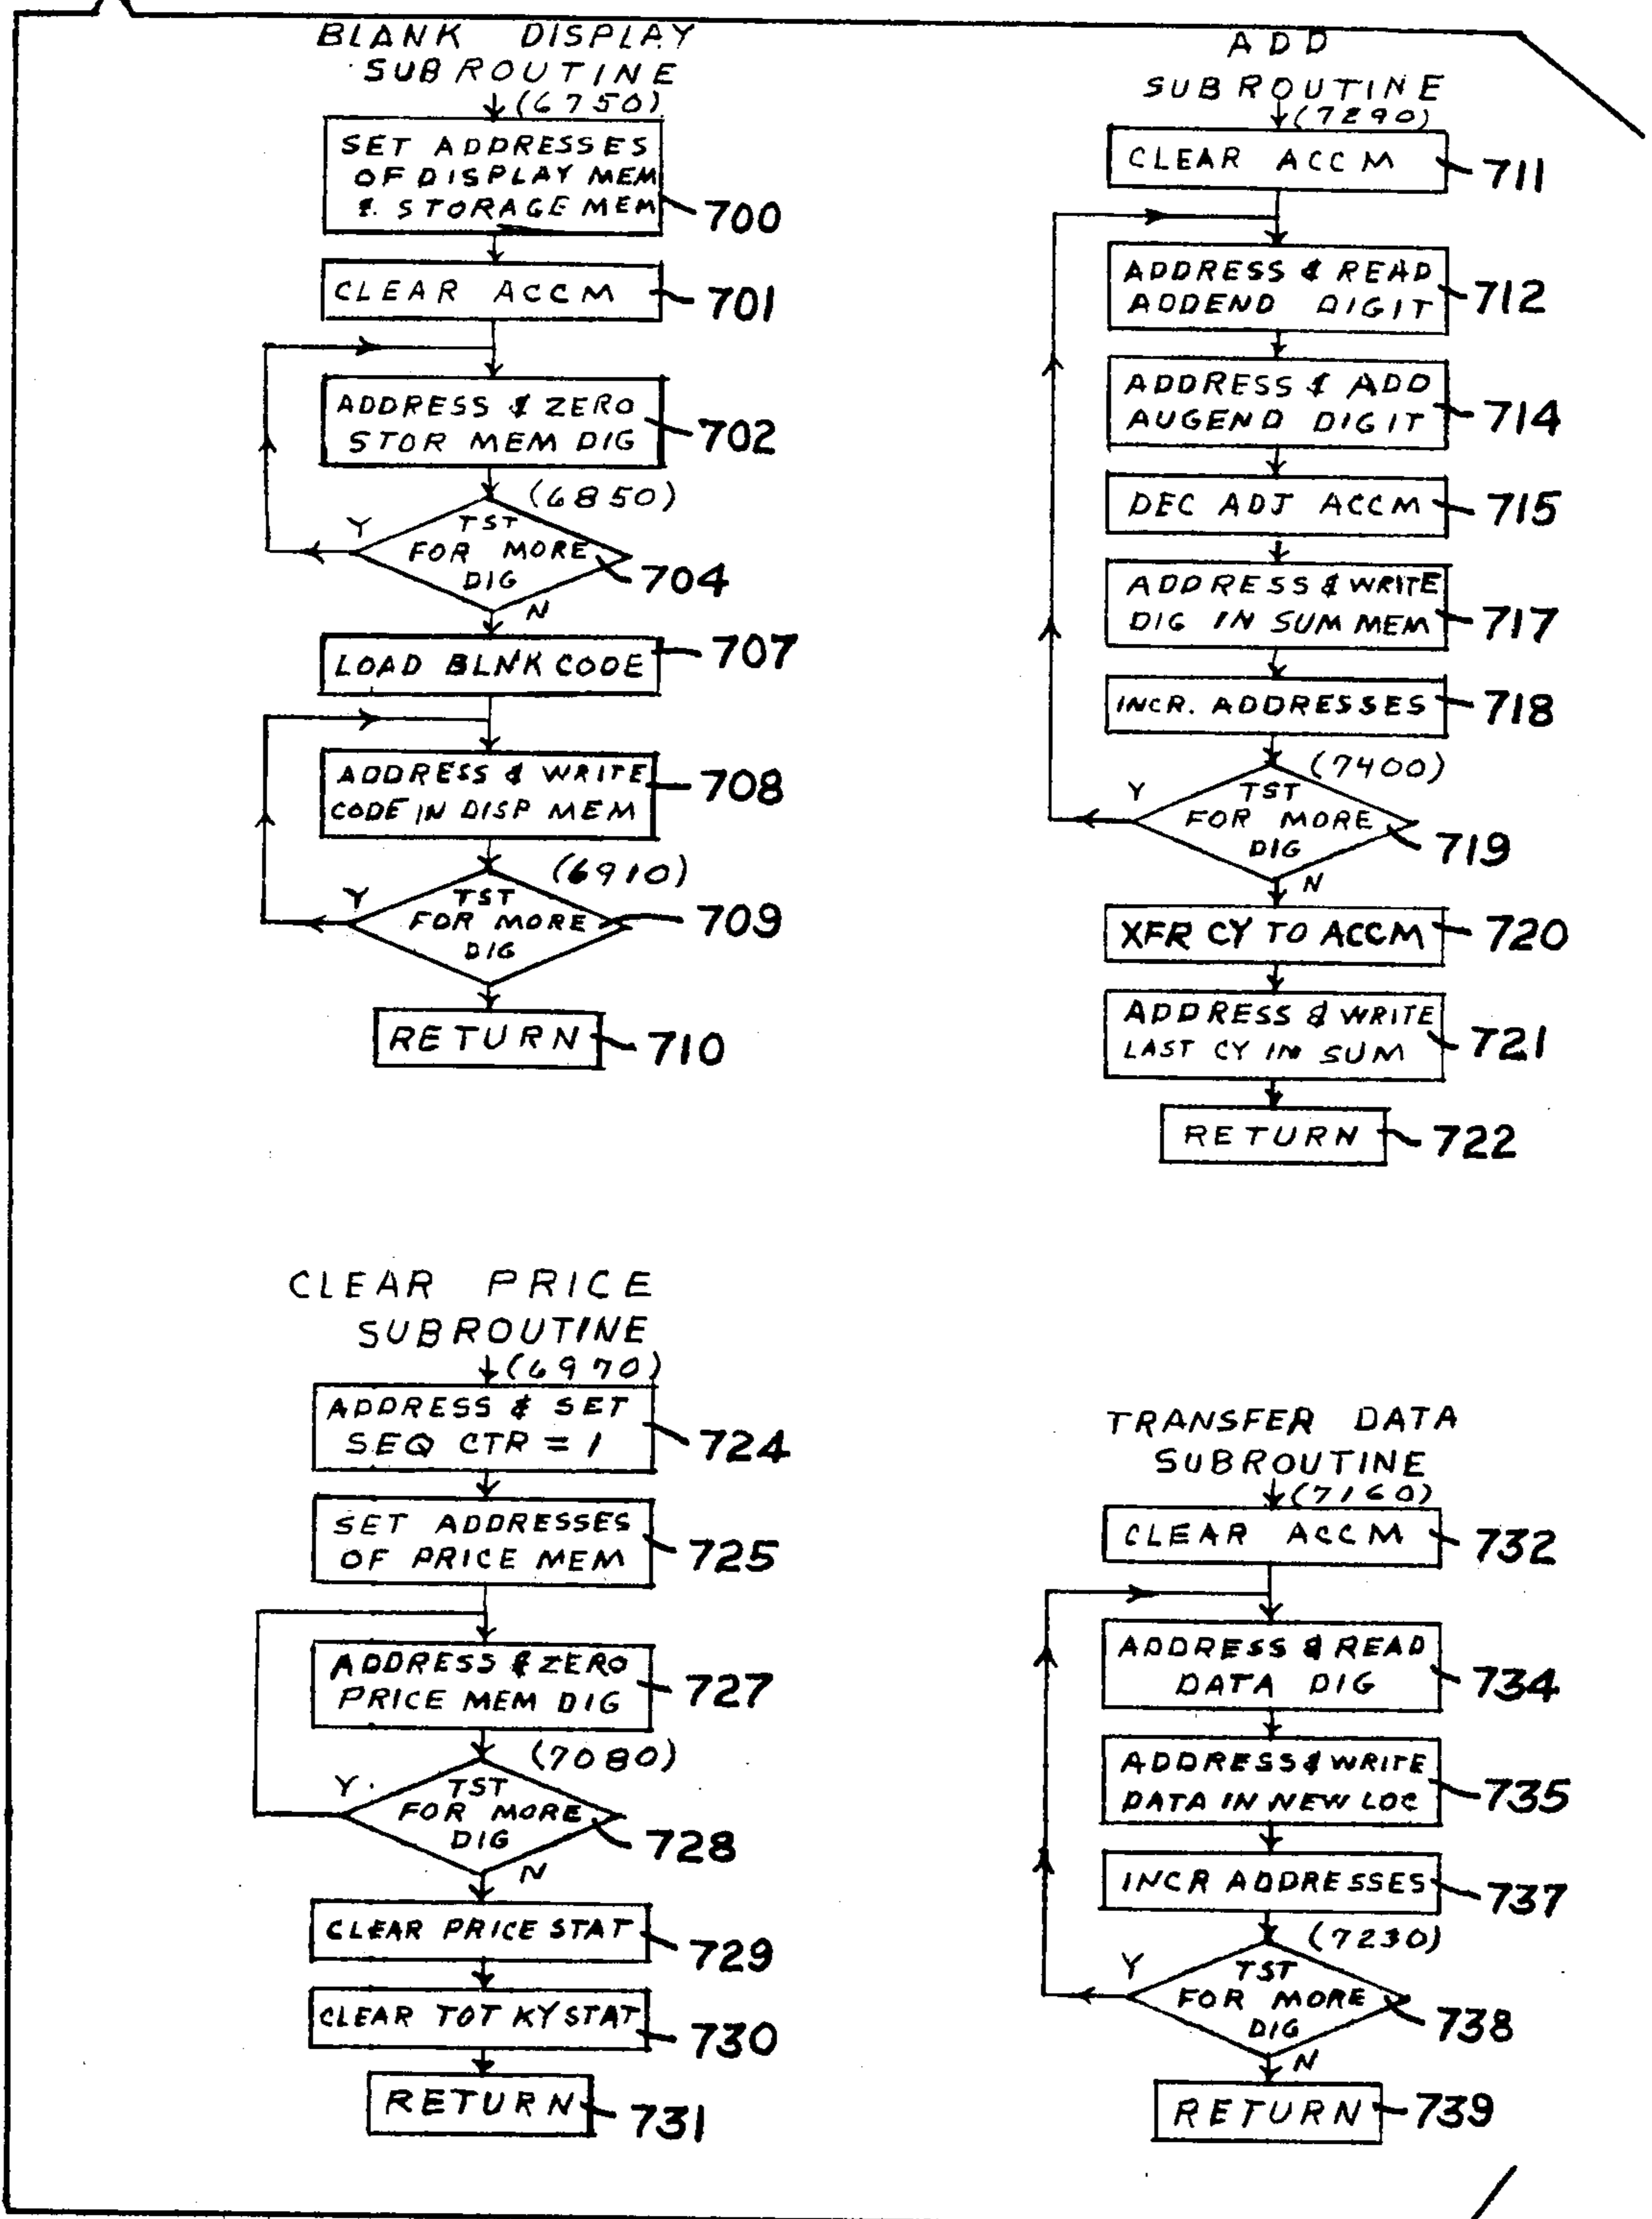 BLANK DISPLAY
SUBROUTINE
(6750)
SET ADDRESSES
OF DISPLAY MEM
& STORAGE MEM
700
CLEAR ACCM
701
ADDRESS & ZERO
STOR MEM DIG
702
(6850)
Y
TST
FOR MORE
DIG
704
N
LOAD BLNK CODE
707
ADDRESS & WRITE
CODE IN DISP MEM
708
(6910)
Y
TST
FOR MORE
DIG
709
RETURN
710
ADD
SUBROUTINE
(7290)
CLEAR ACCM
711
ADDRESS & READ
ADDEND DIGIT
712
ADDRESS & ADD
AUGEND DIGIT
714
DEC ADJ ACCM
715
ADDRESS & WRITE
DIG IN SUM MEM
717
INCR. ADDRESSES
718
(7400)
Y
TST
FOR MORE
DIG
719
N
XFR CY TO ACCM
720
ADDRESS & WRITE
LAST CY IN SUM
721
RETURN
722
CLEAR PRICE
SUBROUTINE
(6970)
ADDRESS & SET
SEQ CTR = 1
724
SET ADDRESSES
OF PRICE MEM
725
ADDRESS & ZERO
PRICE MEM DIG
727
(7080)
Y
TST
FOR MORE
DIG
728
N
CLEAR PRICE STAT
729
CLEAR TOT KY STAT
730
RETURN
731
TRANSFER DATA
SUBROUTINE
(7160)
CLEAR ACCM
732
ADDRESS & READ
DATA DIG
734
ADDRESS & WRITE
DATA IN NEW LOC
735
INCR ADDRESSES
737
(7230)
Y
TST
FOR MORE
DIG
738
N
RETURN
739